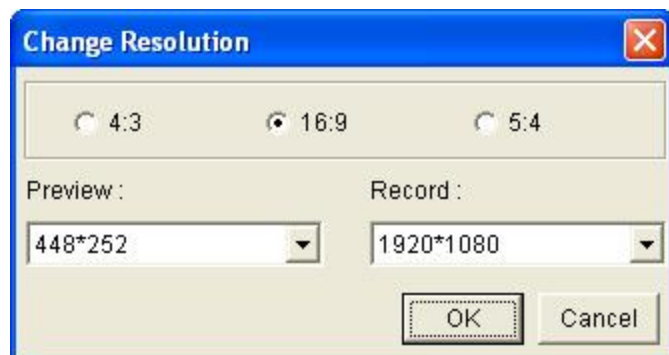 Change Resolution
4:3 16:9 5:4
Preview : Record :
448*252 1920*1080
OK Cancel